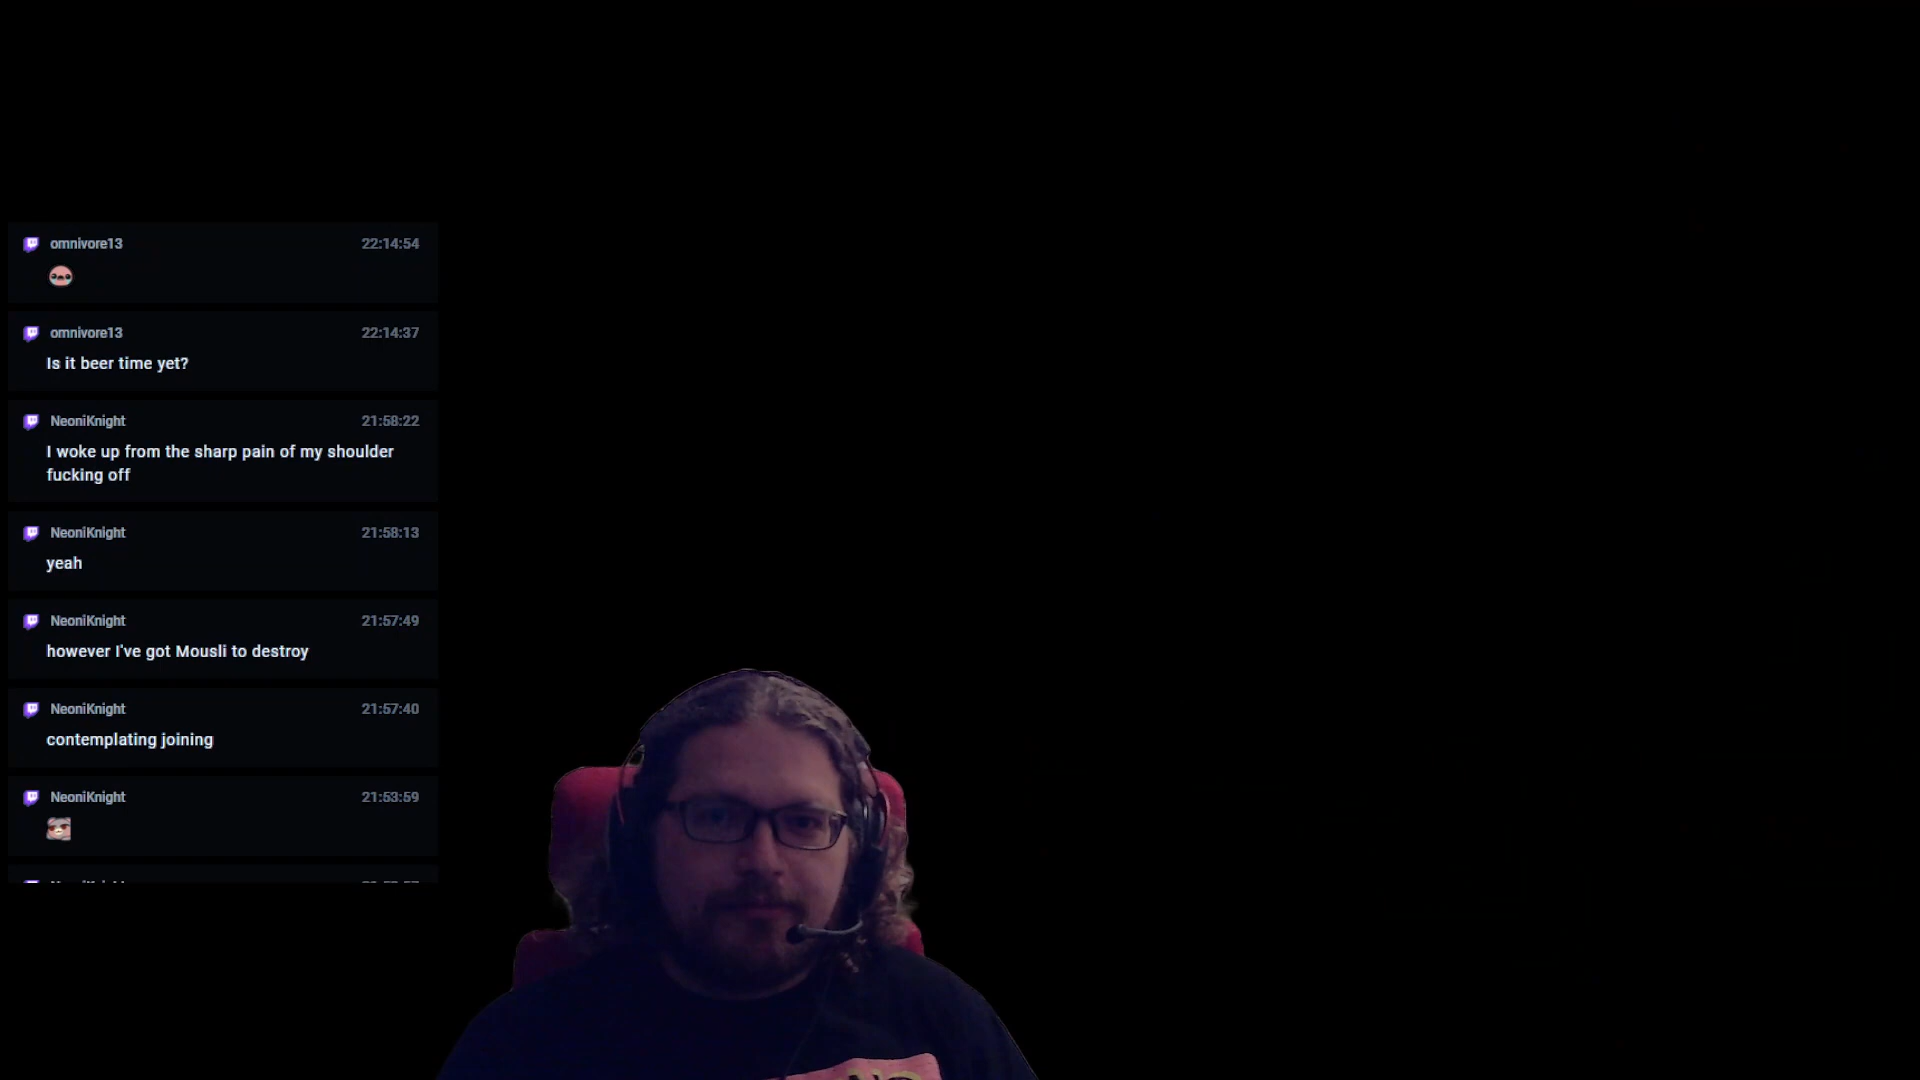 omnivore13 22:14:54
omnivore13 22:14:37
Is it beer time yet?
NeoniKnight 21:58:22
I woke up from the sharp pain of my shoulder
fucking off
NeoniKnight 21:58:13
yeah
NeoniKnight 21:57:49
however I've got Mousli to destroy
NeoniKnight 21:57:40
contemplating joining
NeoniKnight 21:53:59